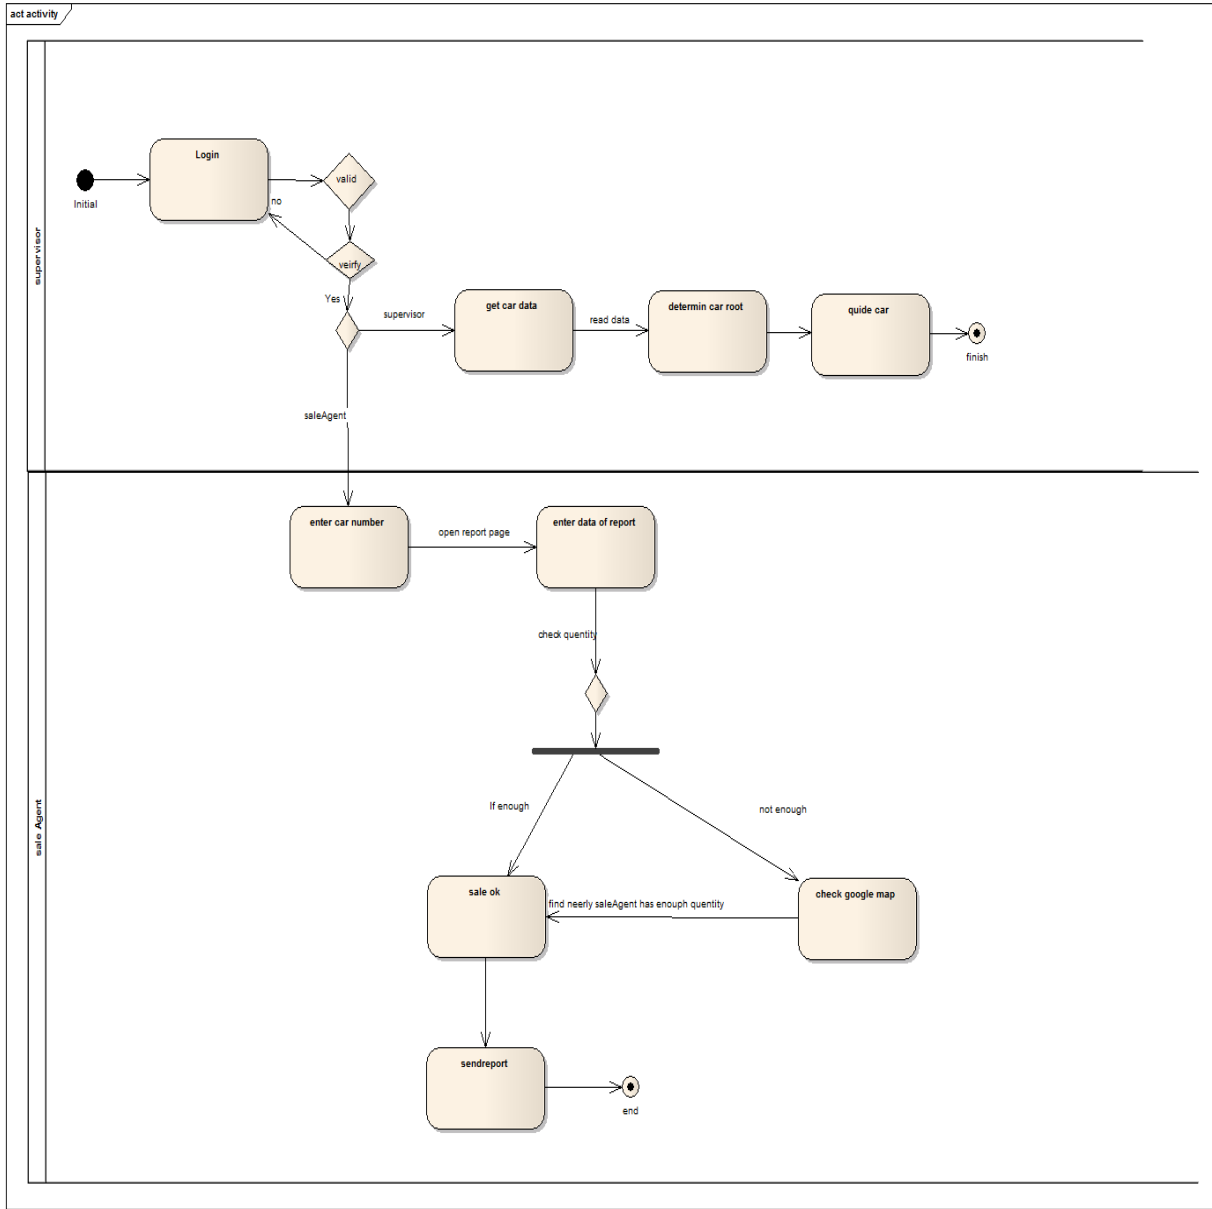 act activity
supervisor
Login
valid
Initial
no
veirfy
Yes
supervisor
get car data
read data
determin car root
quide car
finish
saleAgent
sale Agent
enter car number
open report page
enter data of report
check quentity
If enough
not enough
sale ok
find neerly saleAgent has enouph quentity
check google map
sendreport
end